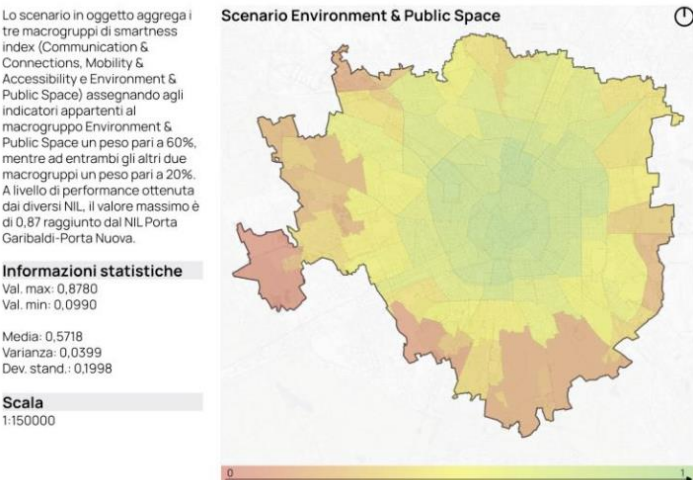 Lo scenario in oggetto aggrega i
tre macrogruppi di smartness
index (Communication &
Connections, Mobility &
Accessibility e Environment &
Public Space) assegnando agli
indicatori appartenti al
macrogruppo Environment &
Public Space un peso pari a 60%,
mentre ad entrambi gli altri due
macrogruppi un peso pari a 20%.
A livello di performance ottenuta
dai diversi NIL, il valore massimo è
di 0,87 raggiunto dal NIL Porta
Garibaldi-Porta Nuova.
Informazioni statistiche
Val. max: 0,8780
Val. min: 0,0990
Media: 0,5718
Varianza: 0,0399
Dev. stand.: 0,1998
Scala
1:150000
Scenario Environment & Public Space
0
1